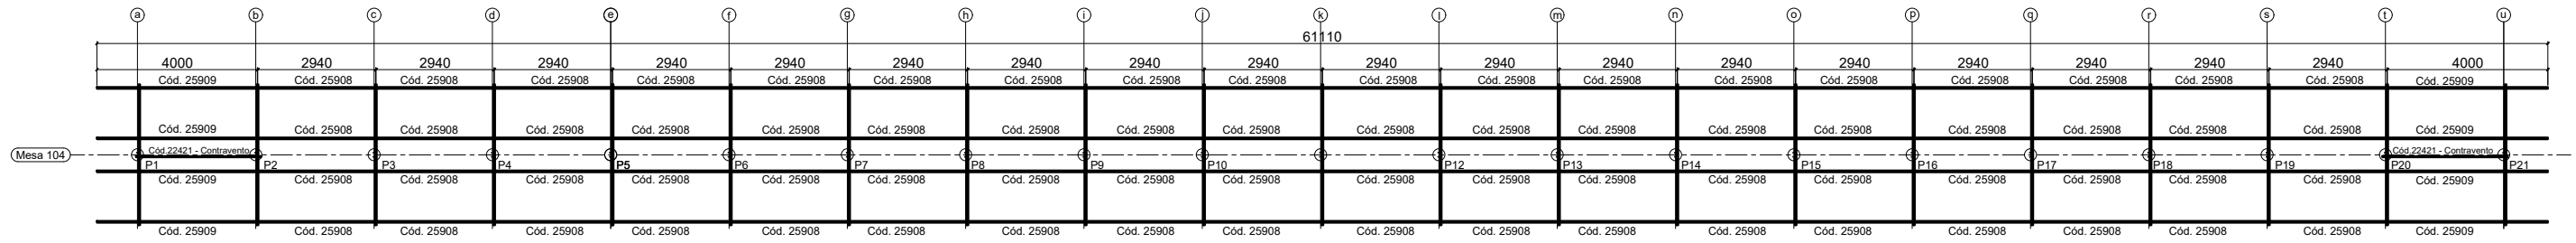 a b c d e f g h i j k l m n o p q r s t u
61110
4000 2940 2940 2940 2940 2940 2940 2940 2940 2940 2940 2940 2940 2940 2940 2940 2940 2940 2940 4000
Cód. 25909 Cód. 25908 Cód. 25908 Cód. 25908 Cód. 25908 Cód. 25908 Cód. 25908 Cód. 25908 Cód. 25908 Cód. 25908 Cód. 25908 Cód. 25908 Cód. 25908 Cód. 25908 Cód. 25908 Cód. 25908 Cód. 25908 Cód. 25908 Cód. 25908 Cód. 25909
Cód. 25909 Cód. 25908 Cód. 25908 Cód. 25908 Cód. 25908 Cód. 25908 Cód. 25908 Cód. 25908 Cód. 25908 Cód. 25908 Cód. 25908 Cód. 25908 Cód. 25908 Cód. 25908 Cód. 25908 Cód. 25908 Cód. 25908 Cód. 25908 Cód. 25908 Cód. 25909
Mesa 104 Cód.22421 - Contravento Cód.22421 - Contravento
P1 P2 P3 P4 P5 P6 P7 P8 P9 P10 P12 P13 P14 P15 P16 P17 P18 P19 P20 P21
Cód. 25909 Cód. 25908 Cód. 25908 Cód. 25908 Cód. 25908 Cód. 25908 Cód. 25908 Cód. 25908 Cód. 25908 Cód. 25908 Cód. 25908 Cód. 25908 Cód. 25908 Cód. 25908 Cód. 25908 Cód. 25908 Cód. 25908 Cód. 25908 Cód. 25908 Cód. 25909
Cód. 25909 Cód. 25908 Cód. 25908 Cód. 25908 Cód. 25908 Cód. 25908 Cód. 25908 Cód. 25908 Cód. 25908 Cód. 25908 Cód. 25908 Cód. 25908 Cód. 25908 Cód. 25908 Cód. 25908 Cód. 25908 Cód. 25908 Cód. 25908 Cód. 25908 Cód. 25909